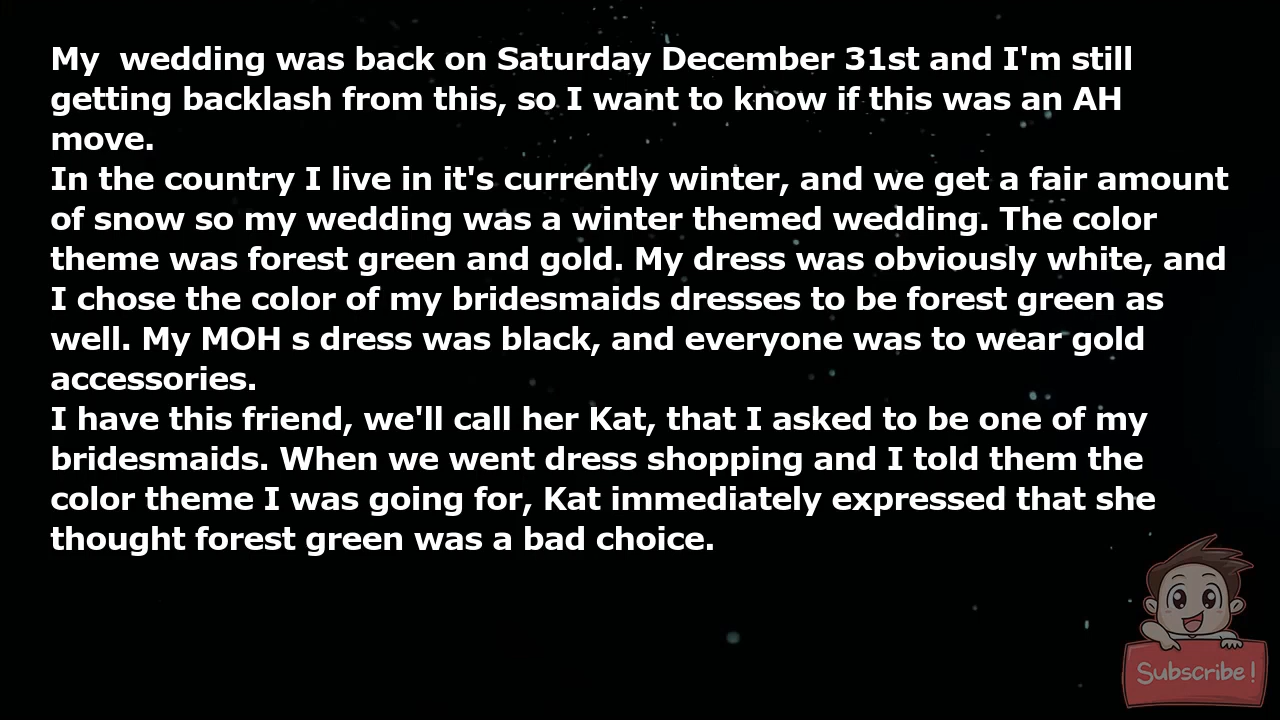 My  wedding was back on Saturday December 31st and I'm still
getting backlash from this, so I want to know if this was an AH
move.
In the country I live in it's currently winter, and we get a fair amount
of snow so my wedding was a winter themed wedding. The color
theme was forest green and gold. My dress was obviously white, and
I chose the color of my bridesmaids dresses to be forest green as
well. My MOH s dress was black, and everyone was to wear gold
accessories.
I have this friend, we'll call her Kat, that I asked to be one of my
bridesmaids. When we went dress shopping and I told them the
color theme I was going for, Kat immediately expressed that she
thought forest green was a bad choice.
Subscribe!